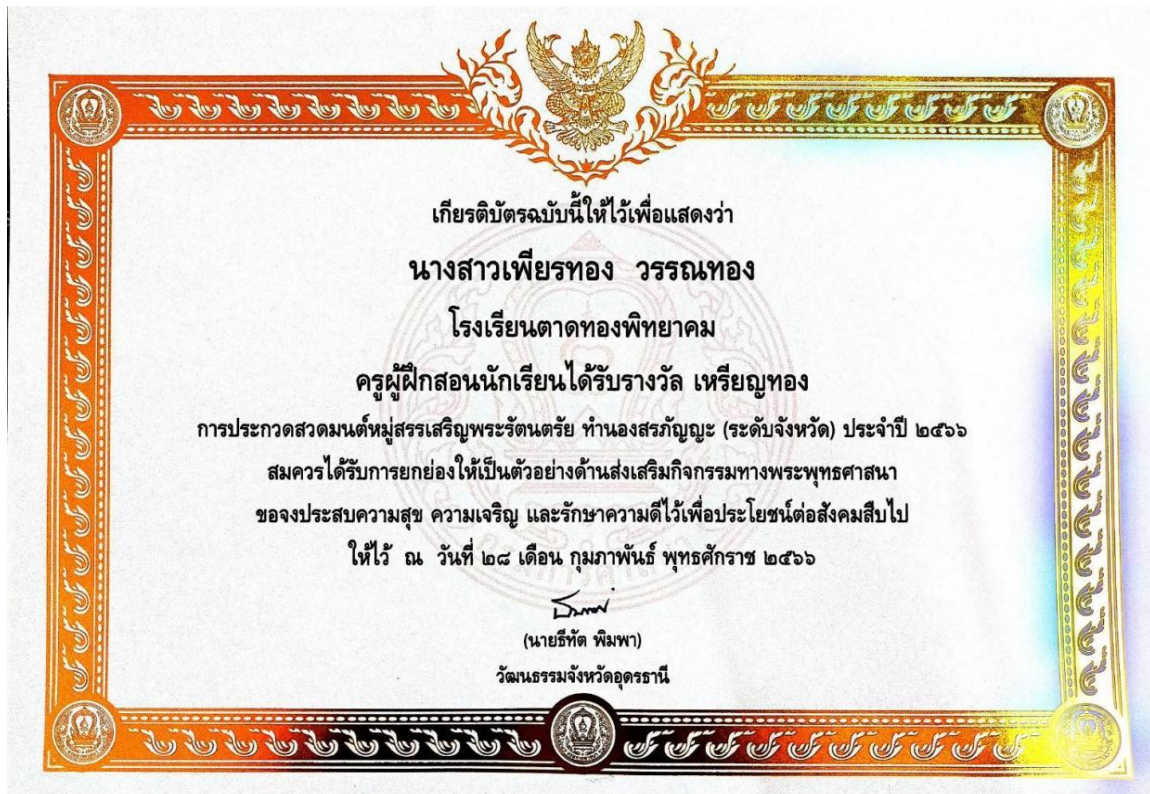 เกียรติบัตรฉบับนี้ให้ไว้เพื่อแสดงว่า
นางสาวเพียรทอง วรรณทอง
โรงเรียนตาดทองพิทยาคม
ครูผู้ฝึกสอนนักเรียนได้รับรางวัล เหรียญทอง
การประกวดสวดมนต์หมู่สรรเสริญพระรัตนตรัย ทำนองสรภัญญะ (ระดับจังหวัด) ประจำปี ๒๕๖๖
สมควรได้รับการยกย่องให้เป็นตัวอย่างด้านส่งเสริมกิจกรรมทางพระพุทธศาสนา
ขอจงประสบความสุข ความเจริญ และรักษาความดีไว้เพื่อประโยชน์ต่อสังคมสืบไป
ให้ไว้ ณ วันที่ ๒๘ เดือน กุมภาพันธ์ พุทธศักราช ๒๕๖๖
(นายธีทัต พิมพา)
วัฒนธรรมจังหวัดอุดรธานี